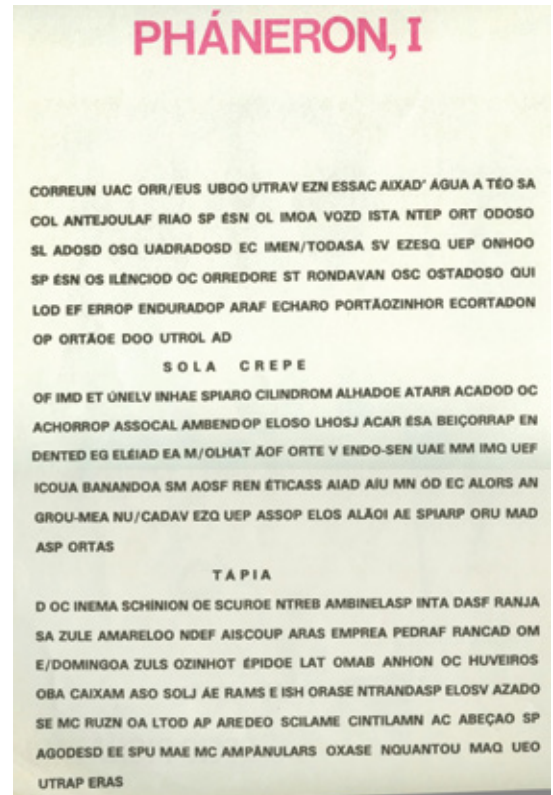 PHÁNERON, I
CORREUN UAC ORR/EUS UBOO UTRAV EZN ESSAC AIXAD' ÁGUA A TÉO SA
COL ANTEJOULAF RIAO SP ÉSN OL IMOA VOZD ISTA NTEP ORT ODOSO
SL ADOSD OSQ UADRADOSD EC IMEN/TODASA SV EZESQ UEP ONHOO
SP ÉSN OS ILÊNCIOD OC ORREDORE ST RONDAVAN OSC OSTADOSO QUI
LOD EF ERROP ENDURADOP ARAF ECHARO PORTÃOZINHOR ECORTADON
OP ORTÃOE DOO UTROL AD
SOLA CREPE
OF IMD ET ÚNELV INHAE SPIARO CILINDROM ALHADOE ATARR ACADOD OC
ACHORROP ASSOCAL AMBENDOP ELOSO LHOSJ ACAR ÉSA BEIÇORRAP EN
DENTED EG ELÉIAD EA M/OLHAT ÃOF ORTE V ENDO-SEN UAE MM IMQ UEF
ICOUA BANANDOA SM AOSF REN ÉTICASS AIAD AÍU MN ÓD EC ALORS AN
GROU-MEA NU/CADAV EZQ UEP ASSOP ELOS ALÃOI AE SPIARP ORU MAD
ASP ORTAS
TAPIA
D OC INEMA SCHÍNION OE SCUROE NTREB AMBINELASP INTA DASF RANJA
SA ZULE AMARELOO NDEF AISCOUP ARAS EMPREA PEDRAF RANCAD OM
E/DOMINGOA ZULS OZINHOT ÉPIDOE LAT OMAB ANHON OC HUVEIROS
OBA CAIXAM ASO SOLJ ÁE RAMS E ISH ORASE NTRANDASP ELOSV AZADO
SE MC RUZN OA LTOD AP AREDEO SCILAME CINTILAMN AC ABEÇAO SP
AGODESD EE SPU MAE MC AMPÂNULARS OXASE NQUANTOU MAQ UEO
UTRAP ERAS